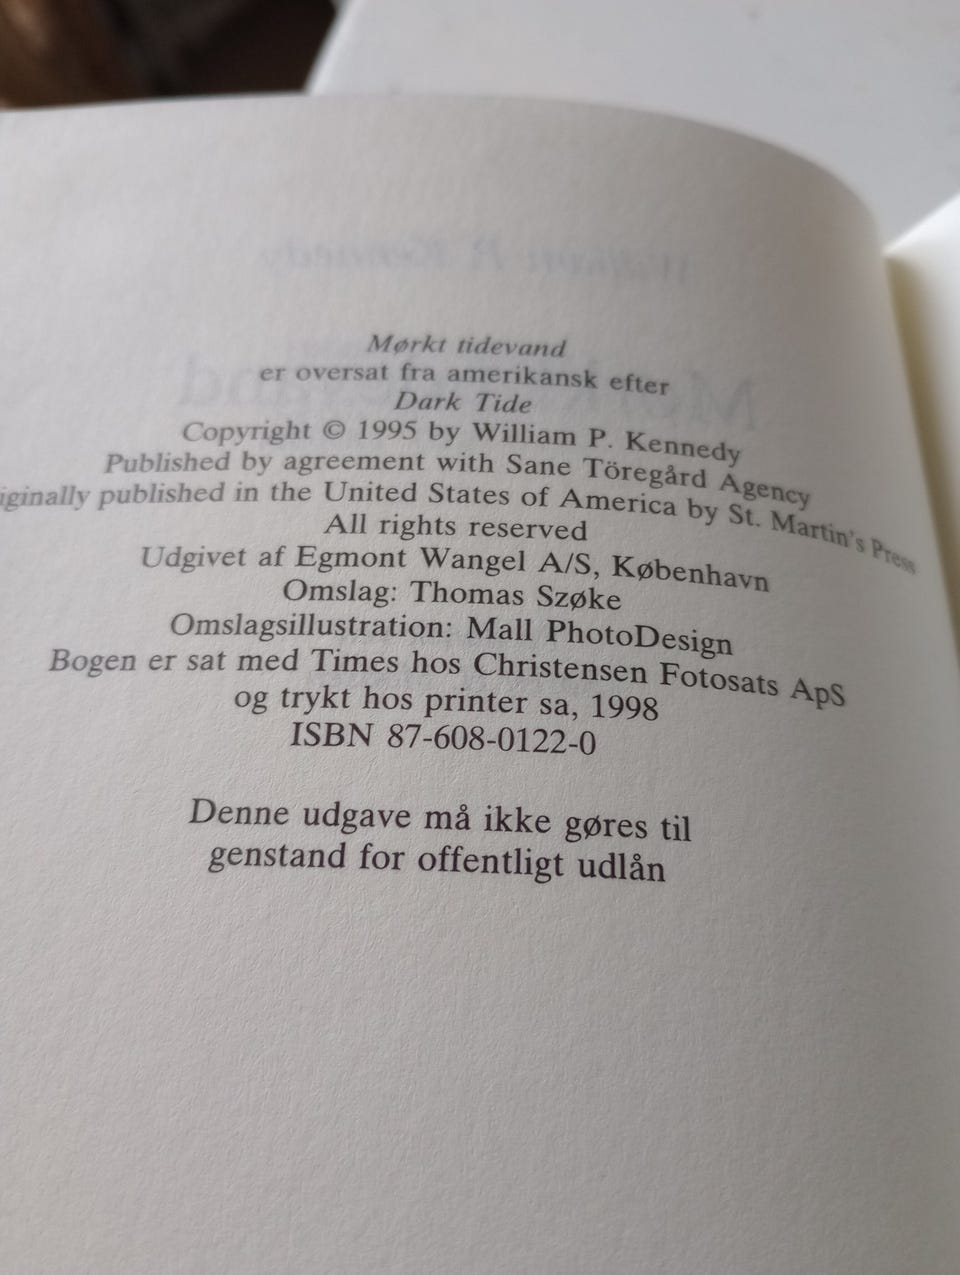 Mørkt tidevand
er oversat fra amerikansk efter
Dark Tide
Copyright © 1995 by William P. Kennedy
Published by agreement with Sane Töregård Agency
iginally published in the United States of America by St. Martin's Press
All rights reserved
Udgivet af Egmont Wangel A/S, København
Omslag: Thomas Szøke
Omslagsillustration: Mall PhotoDesign
Bogen er sat med Times hos Christensen Fotosats ApS
og trykt hos printer sa, 1998
ISBN 87-608-0122-0
Denne udgave må ikke gøres til
genstand for offentligt udlån